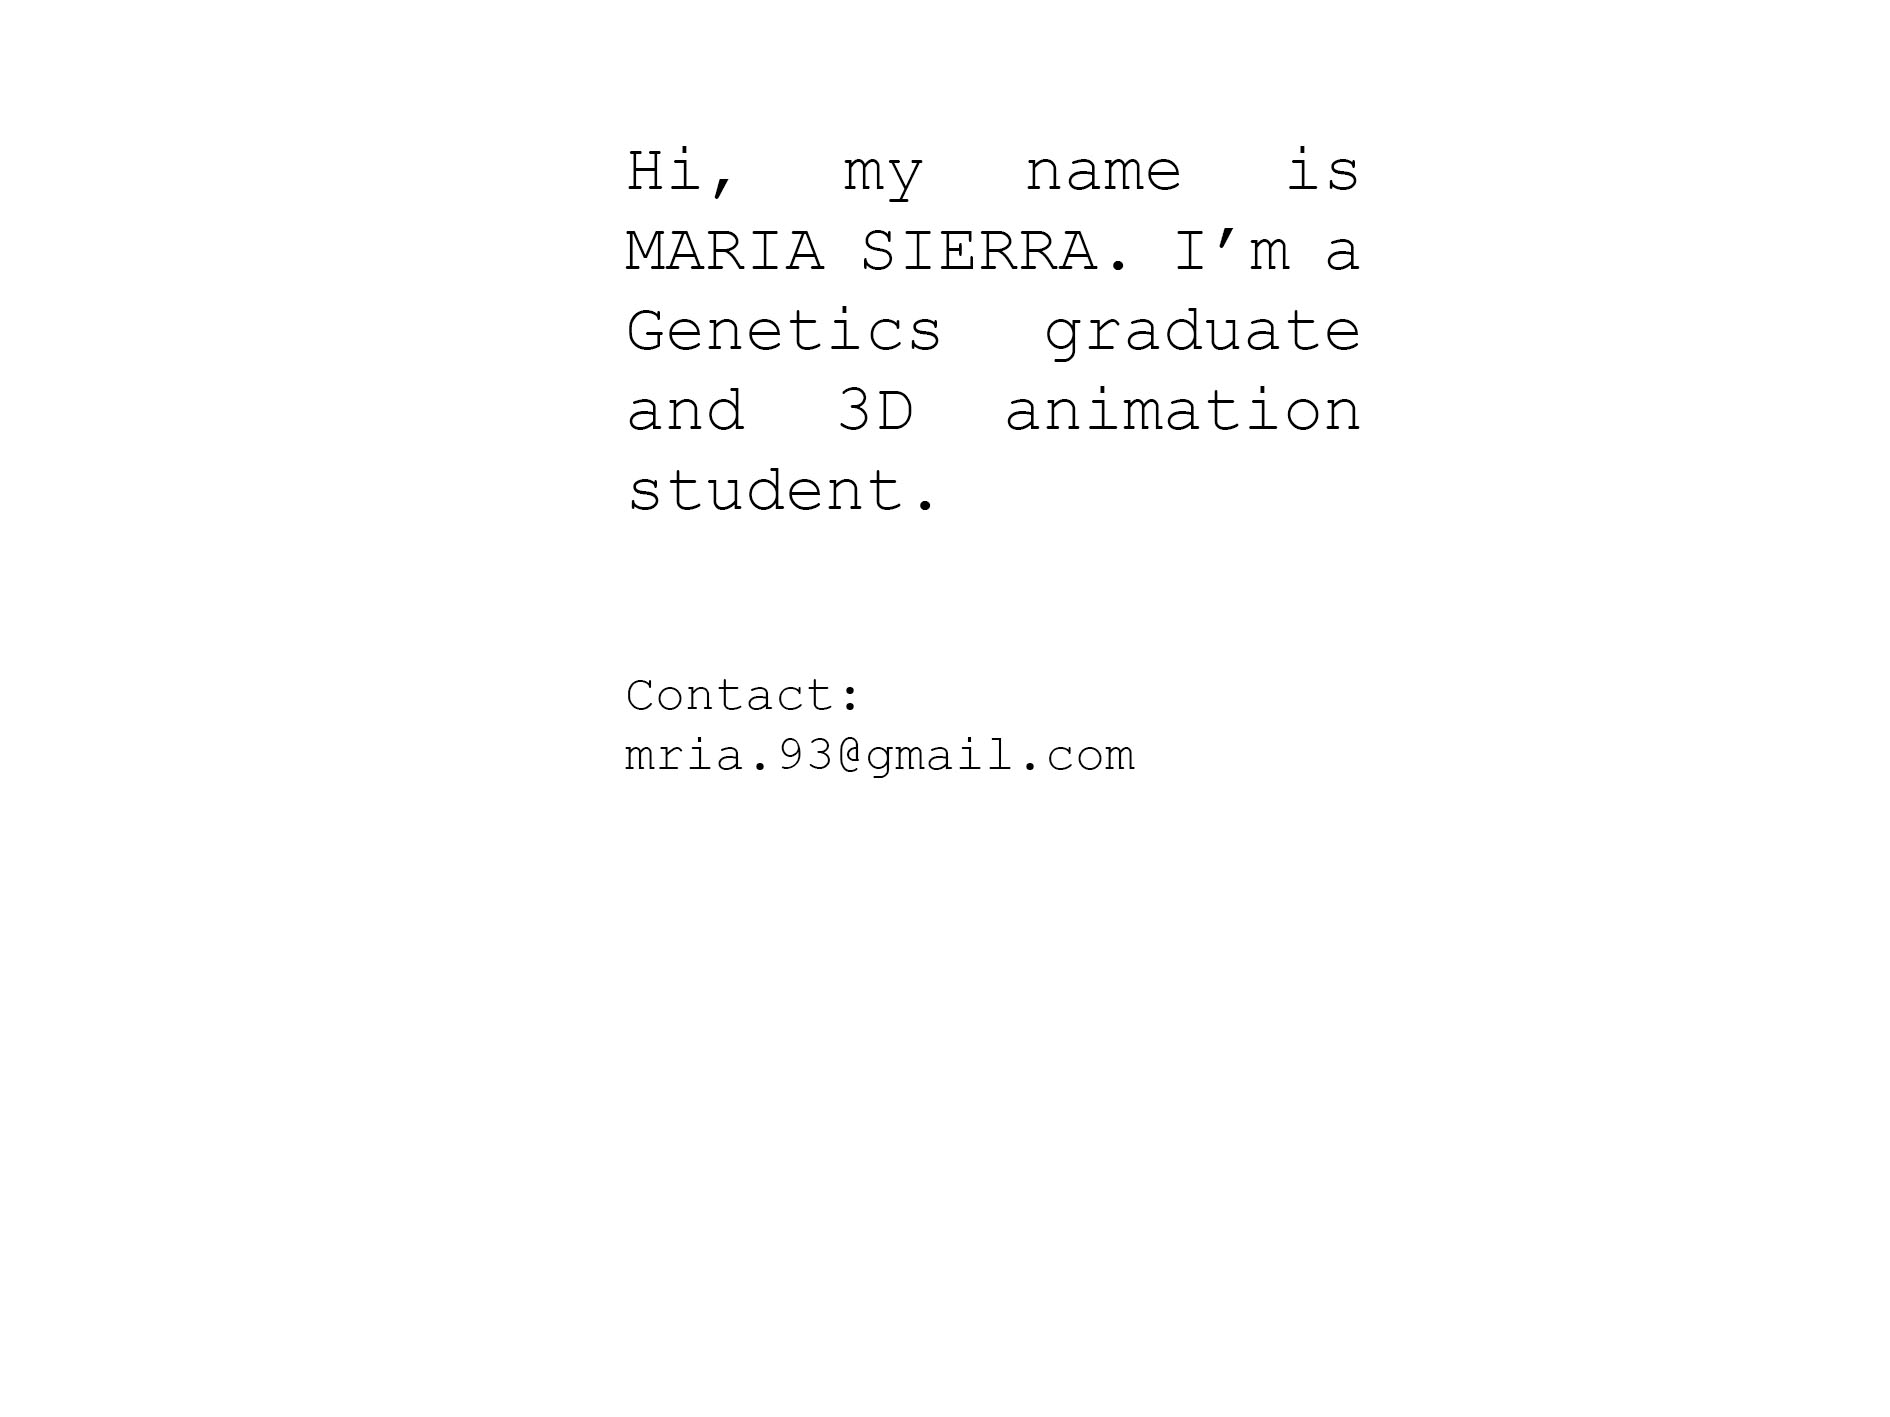 Hi, my name is
MARIA SIERRA. I’m a
Genetics graduate
and 3D animation
student.
Contact:
mria.93@gmail.com